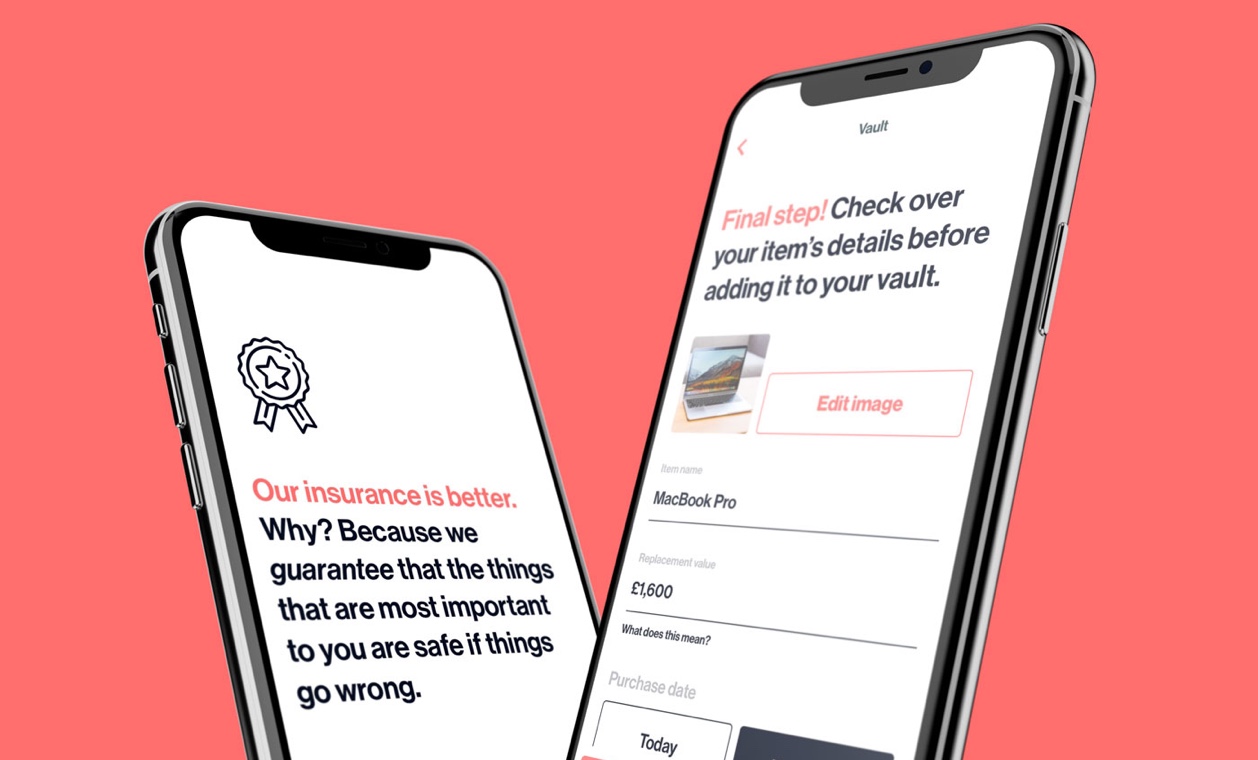 Our insurance is better.
Why? Because we
guarantee that the things
that are most important
to you are safe if things
go wrong.
Vault
Final step! Check over
your item's details before
adding it to your vault.
Edit image
Item name
MacBook Pro
Replacement value
£1,600
What does this mean?
Purchase date
Today